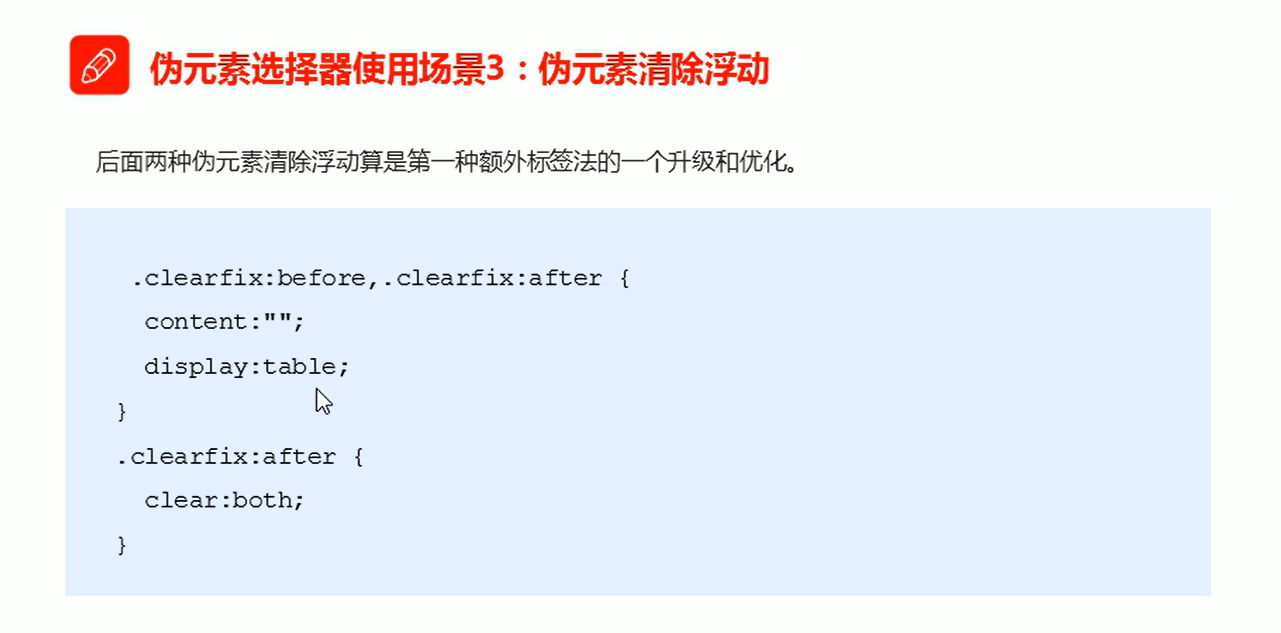 伪元素选择器使用场景3：伪元素清除浮动
后面两种伪元素清除浮动算是第一种额外标签法的一个升级和优化。
.clearfix:before,.clearfix:after {
content:"";
display:table;
}
.clearfix:after {
clear:both;
}